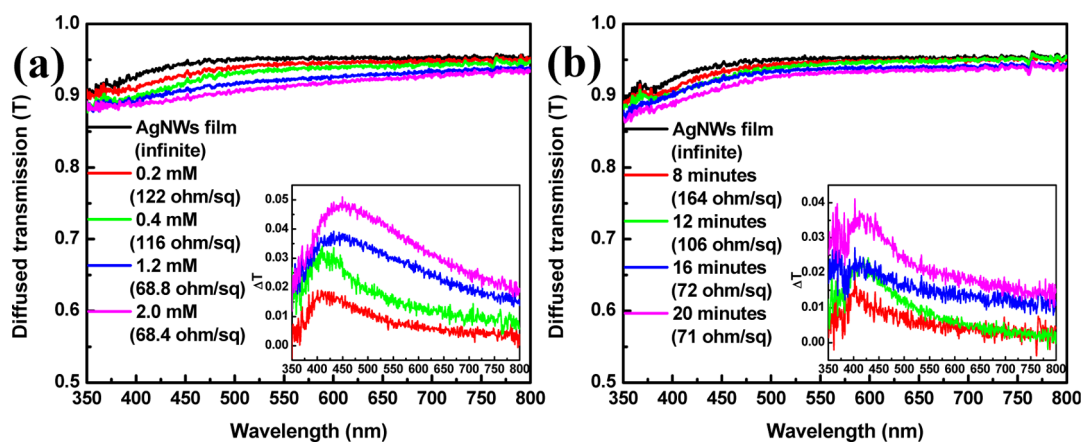 (a)
Diffused transmission (T)
1.0
0.9
0.8
0.7
0.6
0.5
AgNWs film
(infinite)
0.2 mM
(122 ohm/sq)
0.4 mM
(116 ohm/sq)
1.2 mM
(68.8 ohm/sq)
2.0 mM
(68.4 ohm/sq)
ΔT
0.05
0.04
0.03
0.02
0.01
0.00
350 400 450 500 550 600 650 700 750 800
350 400 450 500 550 600 650 700 750 800
Wavelength (nm)
(b)
Diffused transmission (T)
1.0
0.9
0.8
0.7
0.6
0.5
AgNWs film
(infinite)
8 minutes
(164 ohm/sq)
12 minutes
(106 ohm/sq)
16 minutes
(72 ohm/sq)
20 minutes
(71 ohm/sq)
ΔT
0.04
0.03
0.02
0.01
0.00
350 400 450 500 550 600 650 700 750 800
350 400 450 500 550 600 650 700 750 800
Wavelength (nm)